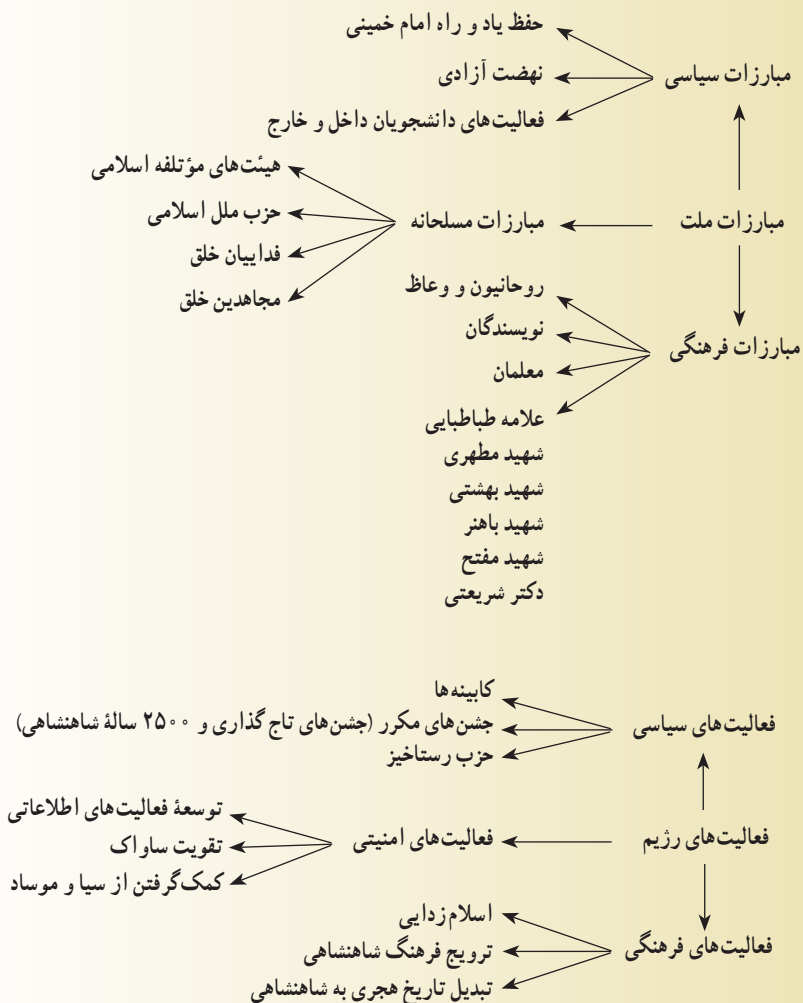 حفظ یاد و راه امام خمینی
مبارزات سیاسی
نهضت آزادی
فعالیت‌های دانشجویان داخل و خارج
هیئت‌های مؤتلفه اسلامی
حزب ملل اسلامی
مبارزات ملت
مبارزات مسلحانه
فداییان خلق
مجاهدین خلق
روحانیون و وعاظ
نویسندگان
مبارزات فرهنگی
معلمان
علامه طباطبایی
شهید مطهری
شهید بهشتی
شهید باهنر
شهید مفتح
دکتر شریعتی
کابینه‌ها
فعالیت‌های سیاسی
جشن‌های مکرر (جشن‌های تاج گذاری و ۲۵۰۰ سالهٔ شاهنشاهی)
حزب رستاخیز
توسعهٔ فعالیت‌های اطلاعاتی
فعالیت‌های رژیم
فعالیت‌های امنیتی
تقویت ساواک
کمک‌گرفتن از سیا و موساد
اسلام‌زدایی
فعالیت‌های فرهنگی
ترویج فرهنگ شاهنشاهی
تبدیل تاریخ هجری به شاهنشاهی